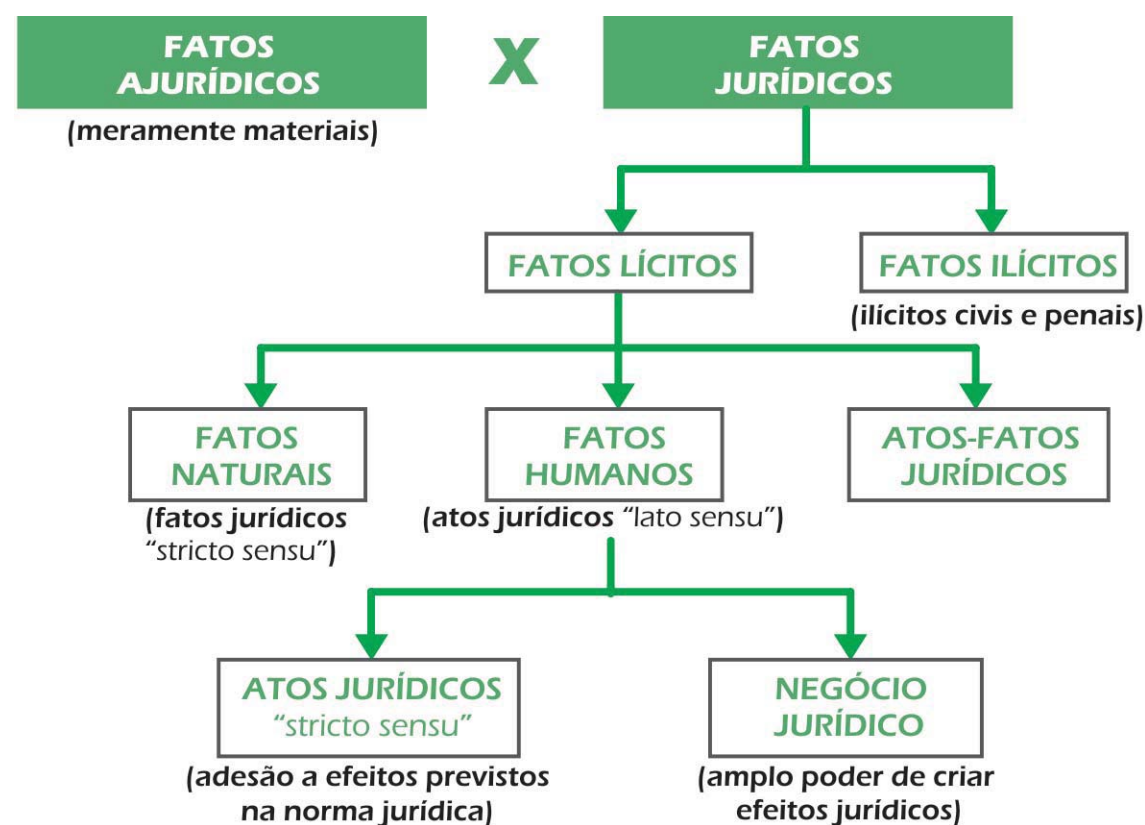 FATOS
AJURÍDICOS
(meramente materiais)
X
FATOS
JURÍDICOS
FATOS LÍCITOS
FATOS ILÍCITOS
(ilícitos civis e penais)
FATOS
NATURAIS
(fatos jurídicos
“stricto sensu”)
FATOS
HUMANOS
(atos jurídicos “lato sensu”)
ATOS-FATOS
JURÍDICOS
ATOS JURÍDICOS
“stricto sensu”
(adesão a efeitos previstos
na norma jurídica)
NEGÓCIO
JURÍDICO
(amplo poder de criar
efeitos jurídicos)